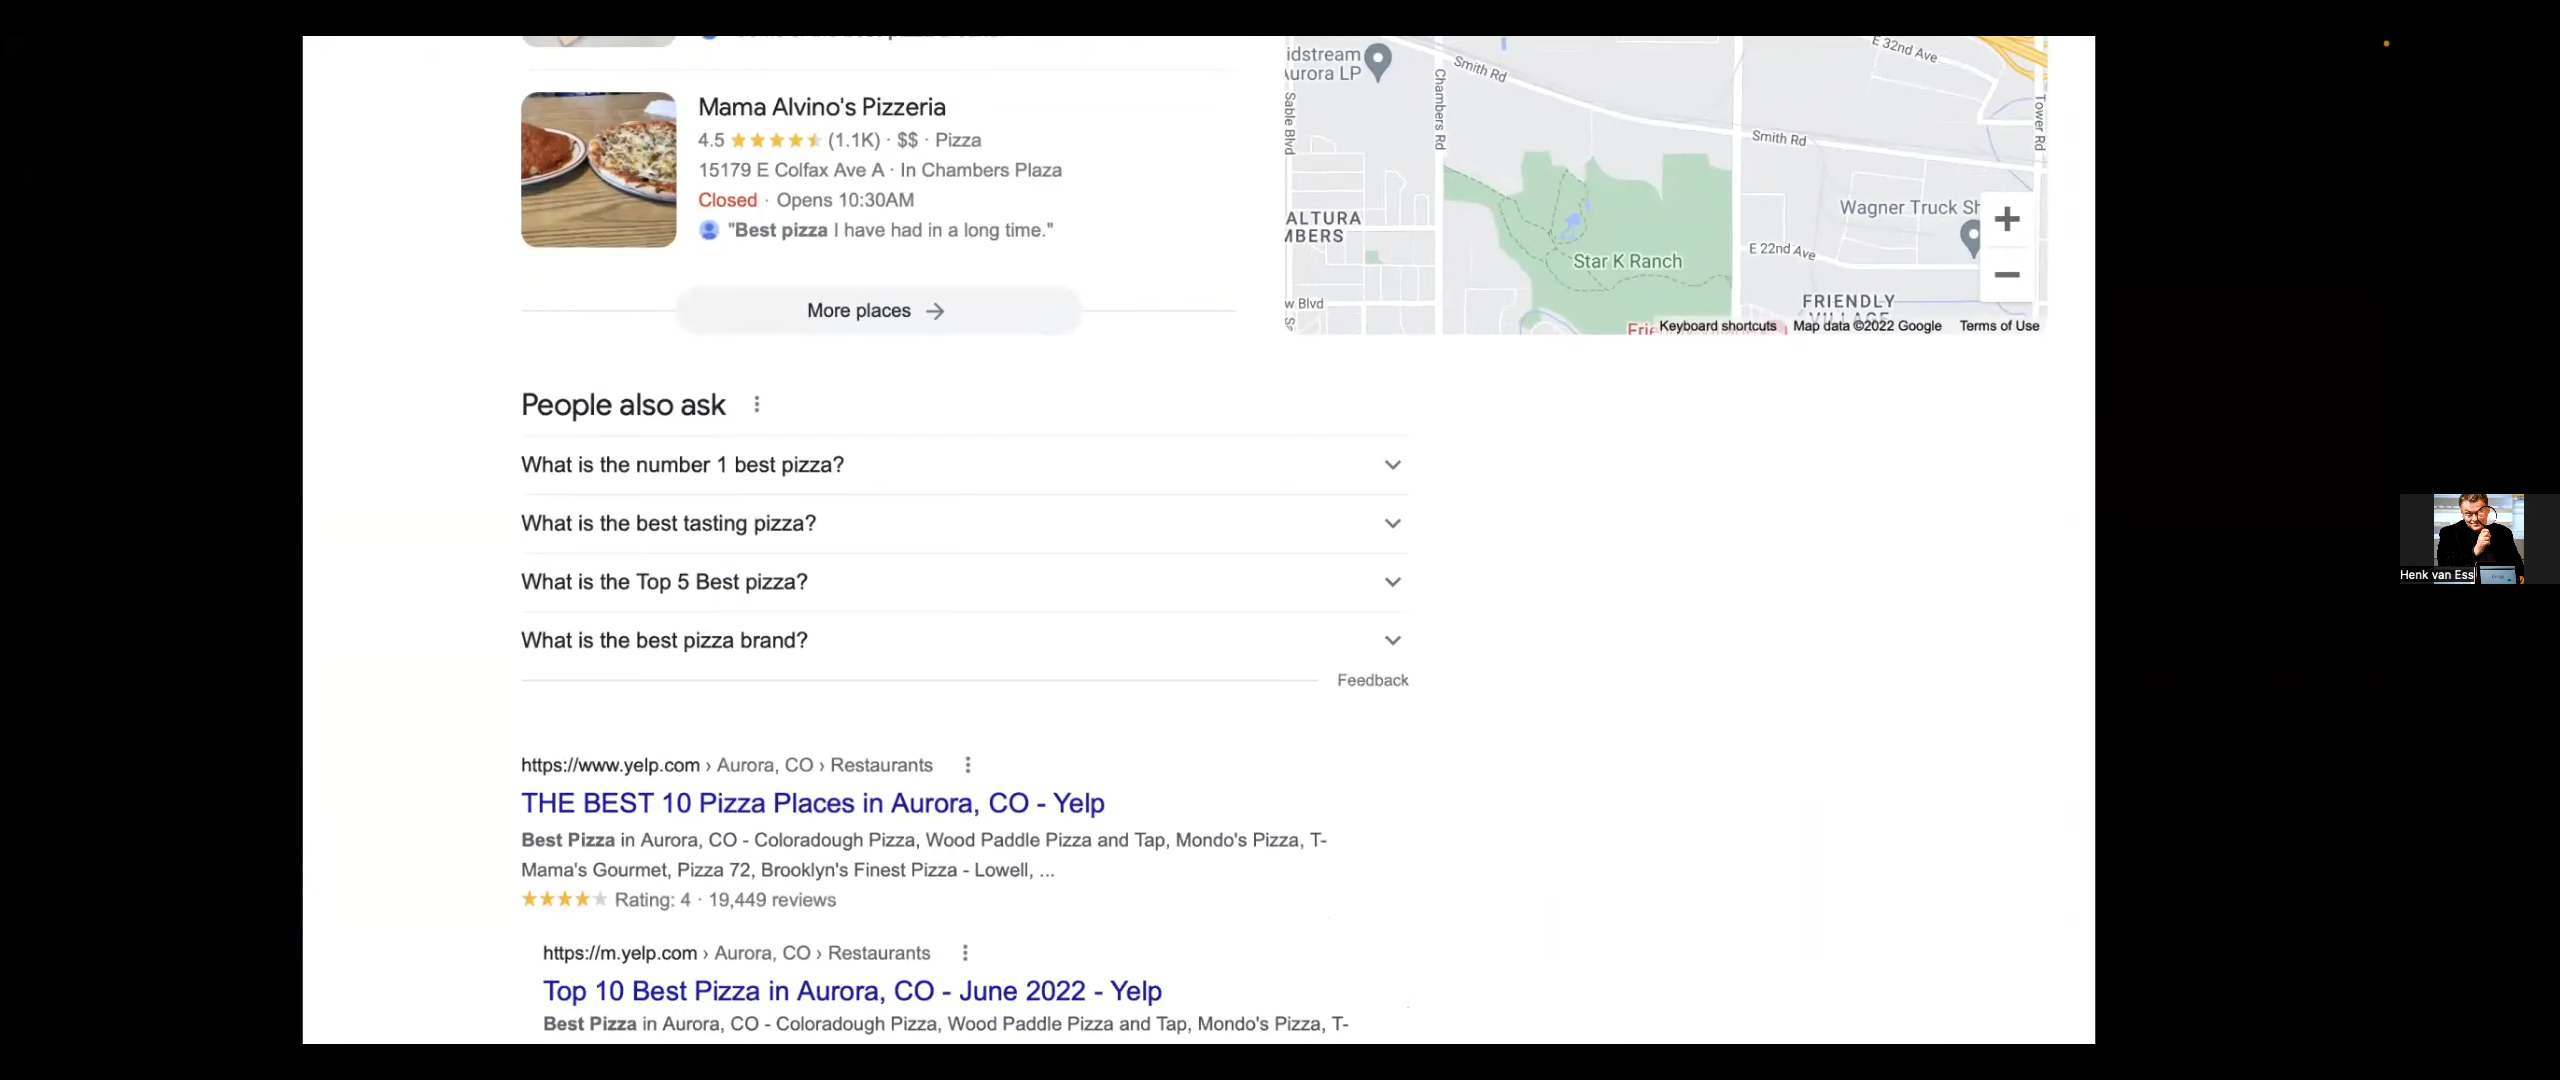 Mama Alvino's Pizzeria
4.5 (1.1K) · $$ · Pizza
15179 E Colfax Ave A · In Chambers Plaza
Closed · Opens 10:30AM
"Best pizza I have had in a long time."
More places
idstream
Aurora LP
Sable Blvd
Chambers Rd
Smith Rd
E 32nd Ave
Tower Rd
Smith Rd
Wagner Truck Sh
ALTURA
MBERS
Star K Ranch
E 22nd Ave
w Blvd
FRIENDLY
VILLAGE
Keyboard shortcuts Map data ©2022 Google Terms of Use
People also ask
What is the number 1 best pizza?
What is the best tasting pizza?
What is the Top 5 Best pizza?
What is the best pizza brand?
Feedback
https://www.yelp.com › Aurora, CO › Restaurants
THE BEST 10 Pizza Places in Aurora, CO - Yelp
Best Pizza in Aurora, CO - Coloradough Pizza, Wood Paddle Pizza and Tap, Mondo's Pizza, T-
Mama's Gourmet, Pizza 72, Brooklyn's Finest Pizza - Lowell, ...
Rating: 4 · 19,449 reviews
https://m.yelp.com › Aurora, CO › Restaurants
Top 10 Best Pizza in Aurora, CO - June 2022 - Yelp
Best Pizza in Aurora, CO - Coloradough Pizza, Wood Paddle Pizza and Tap, Mondo's Pizza, T-
Henk van Ess